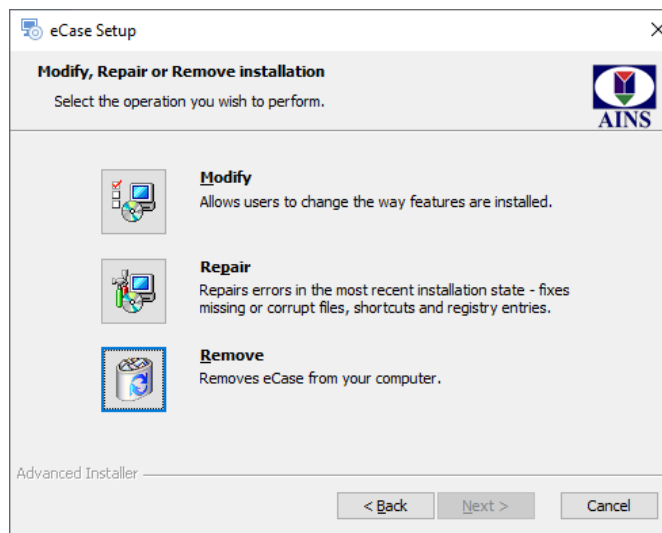 eCase Setup
Modify, Repair or Remove installation
Select the operation you wish to perform.
AINS
Modify
Allows users to change the way features are installed.
Repair
Repairs errors in the most recent installation state - fixes
missing or corrupt files, shortcuts and registry entries.
Remove
Removes eCase from your computer.
Advanced Installer
< Back
Next >
Cancel